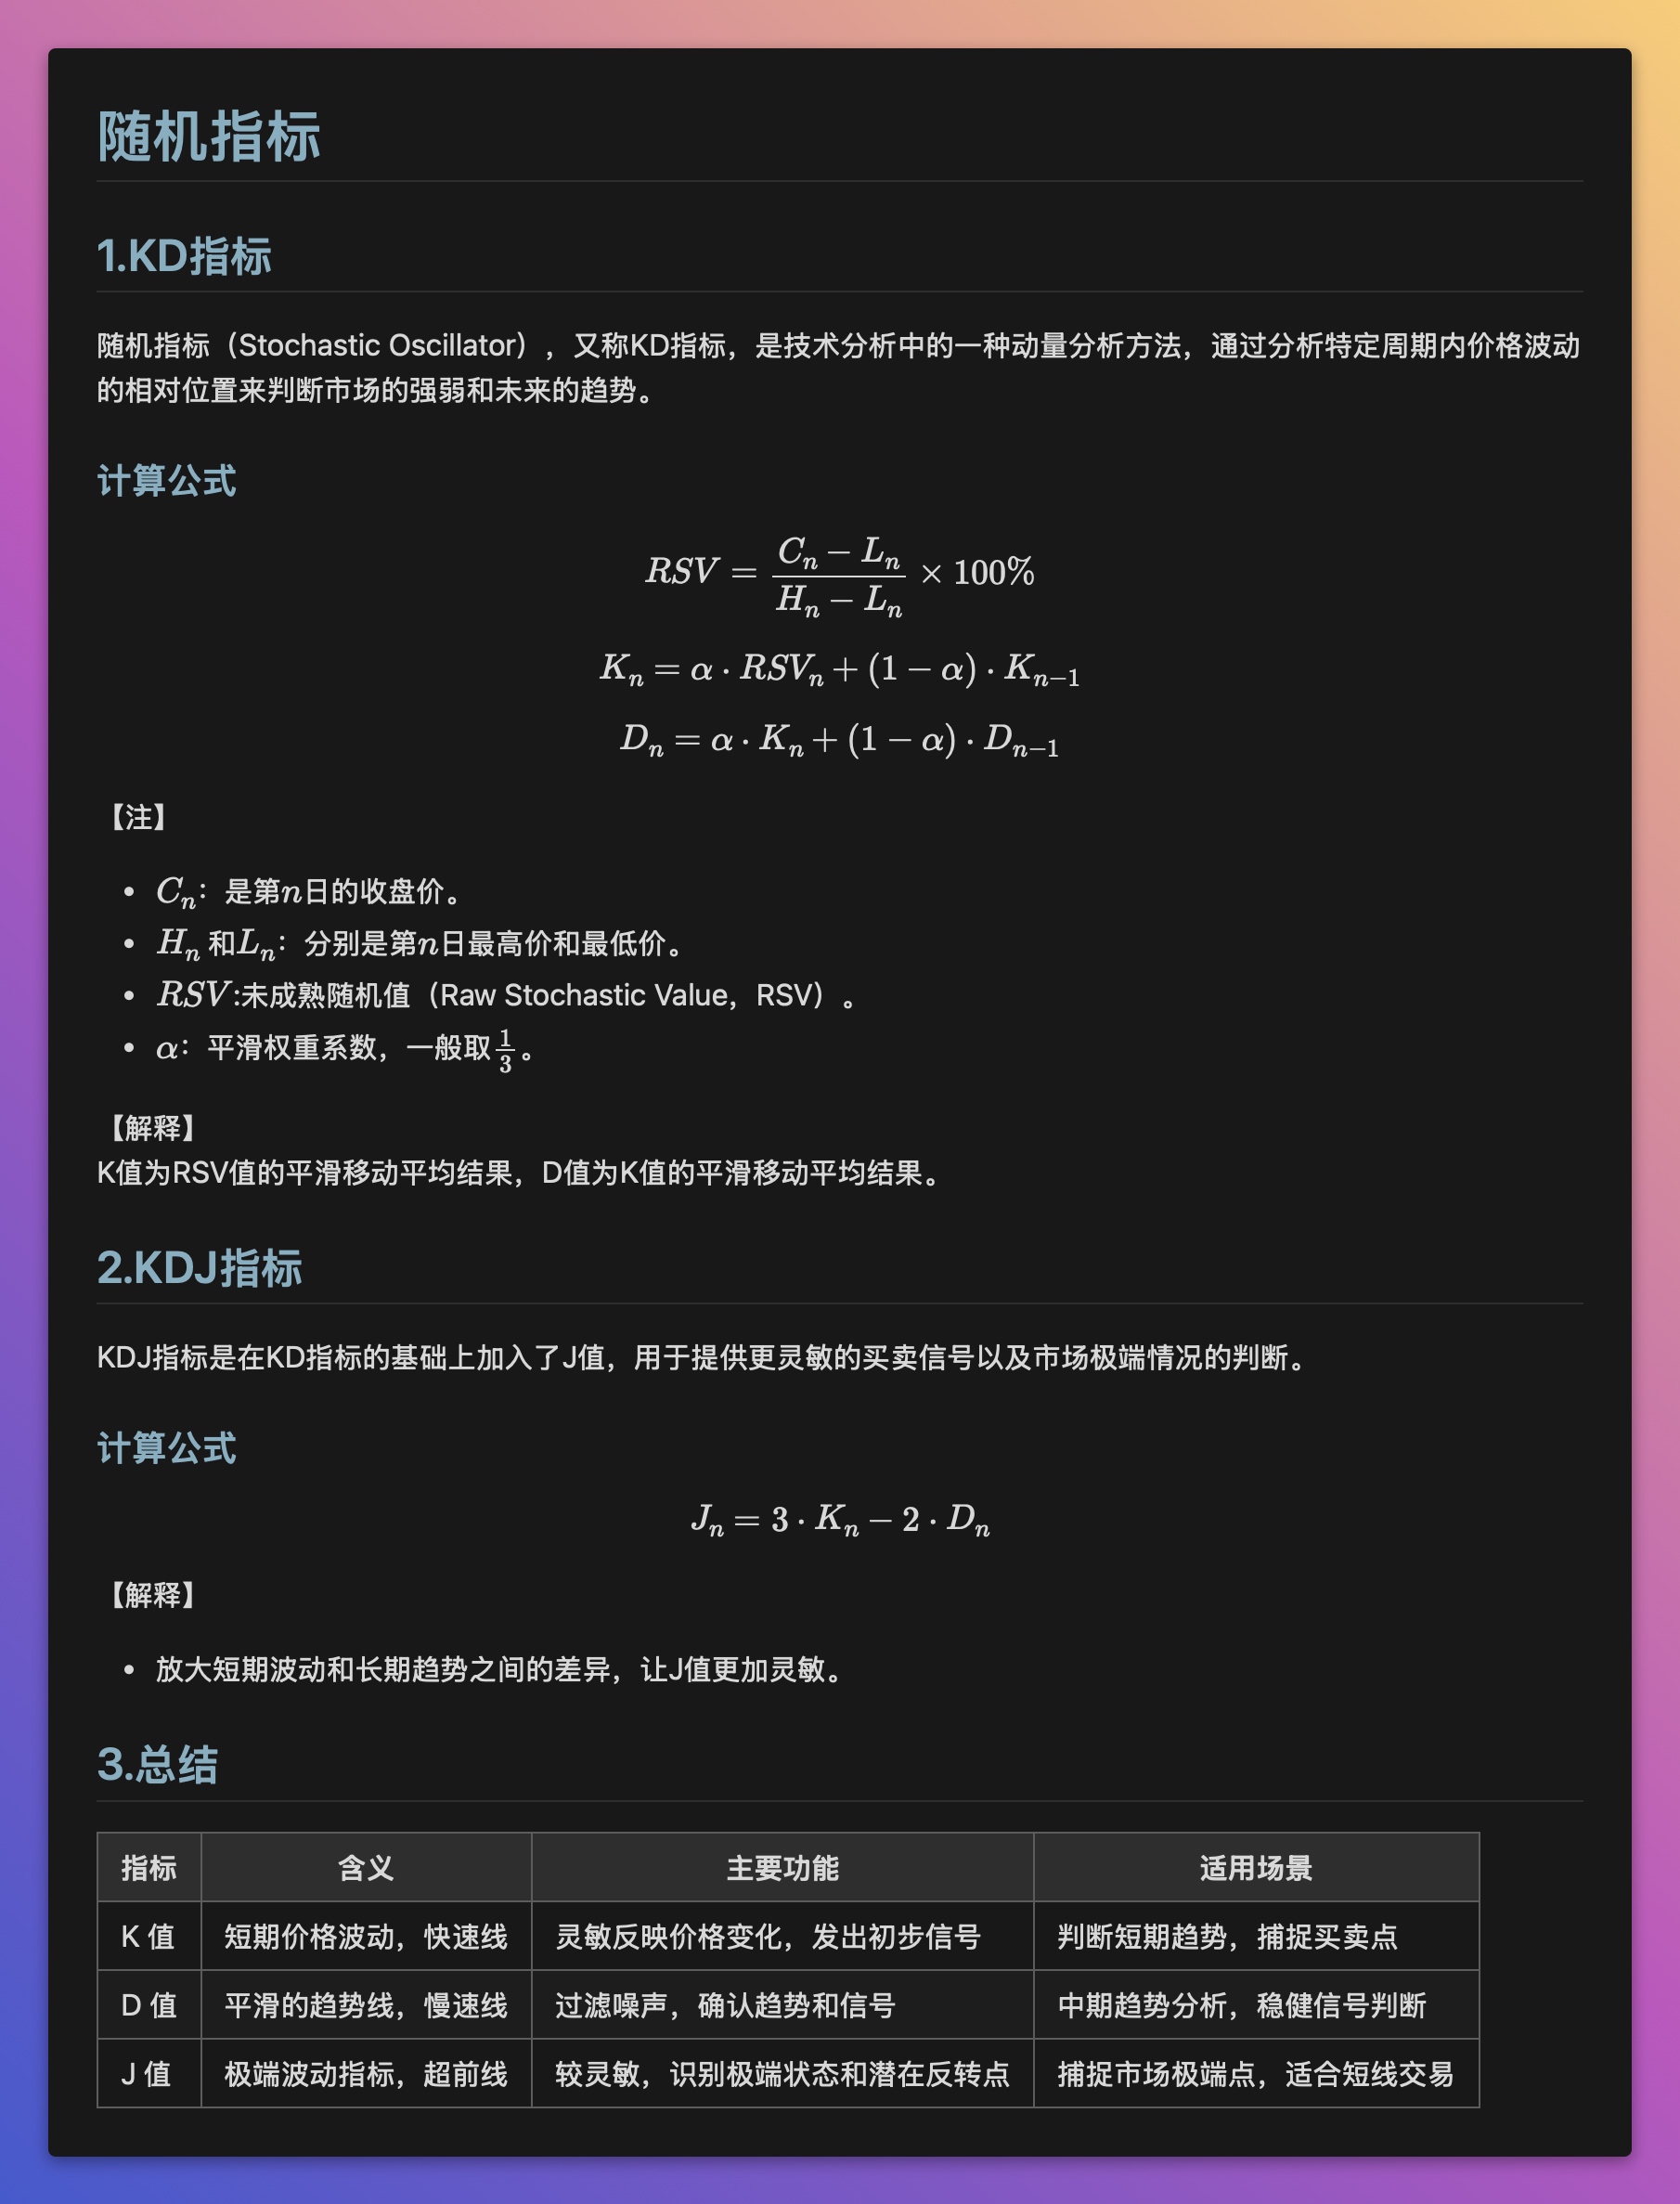 随机指标
1.KD指标
随机指标（Stochastic Oscillator），又称KD指标，是技术分析中的一种动量分析方法，通过分析特定周期内价格波动
的相对位置来判断市场的强弱和未来的趋势。
计算公式
$RSV = \frac{C_n - L_n}{H_n - L_n} \times 100\%$
$K_n = \alpha \cdot RSV_n + (1 - \alpha) \cdot K_{n-1}$
$D_n = \alpha \cdot K_n + (1 - \alpha) \cdot D_{n-1}$
【注】
• $C_n$：是第$n$日的收盘价。
• $H_n$ 和$L_n$：分别是第$n$日最高价和最低价。
• $RSV$:未成熟随机值（Raw Stochastic Value，RSV）。
• $\alpha$：平滑权重系数，一般取$\frac{1}{3}$。
【解释】
K值为RSV值的平滑移动平均结果，D值为K值的平滑移动平均结果。
2.KDJ指标
KDJ指标是在KD指标的基础上加入了J值，用于提供更灵敏的买卖信号以及市场极端情况的判断。
计算公式
$J_n = 3 \cdot K_n - 2 \cdot D_n$
【解释】
• 放大短期波动和长期趋势之间的差异，让J值更加灵敏。
3.总结
指标 含义 主要功能 适用场景
K 值 短期价格波动，快速线 灵敏反映价格变化，发出初步信号 判断短期趋势，捕捉买卖点
D 值 平滑的趋势线，慢速线 过滤噪声，确认趋势和信号 中期趋势分析，稳健信号判断
J 值 极端波动指标，超前线 较灵敏，识别极端状态和潜在反转点 捕捉市场极端点，适合短线交易